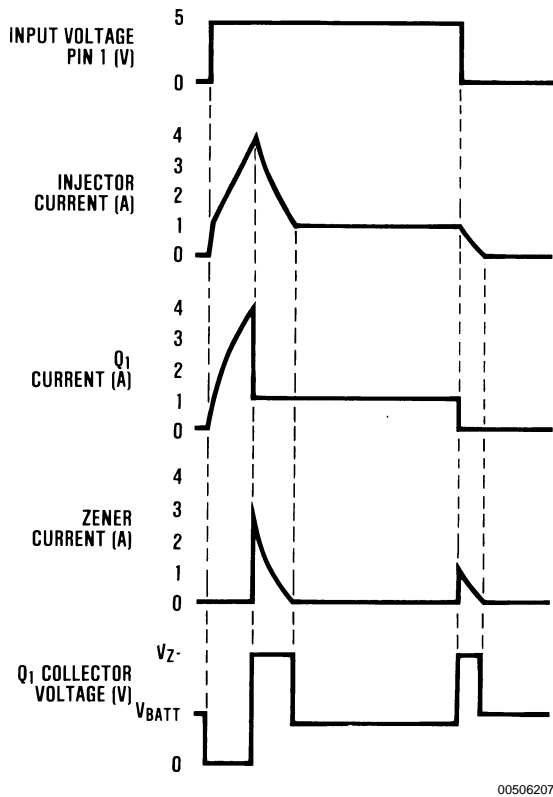 INPUT VOLTAGE
PIN 1 (V)
5
0
INJECTOR
CURRENT (A)
4
3
2
1
0
Q1
CURRENT (A)
4
3
2
1
0
ZENER
CURRENT (A)
4
3
2
1
0
Q1 COLLECTOR
VOLTAGE (V)
VZ-
VBATT
0
00506207